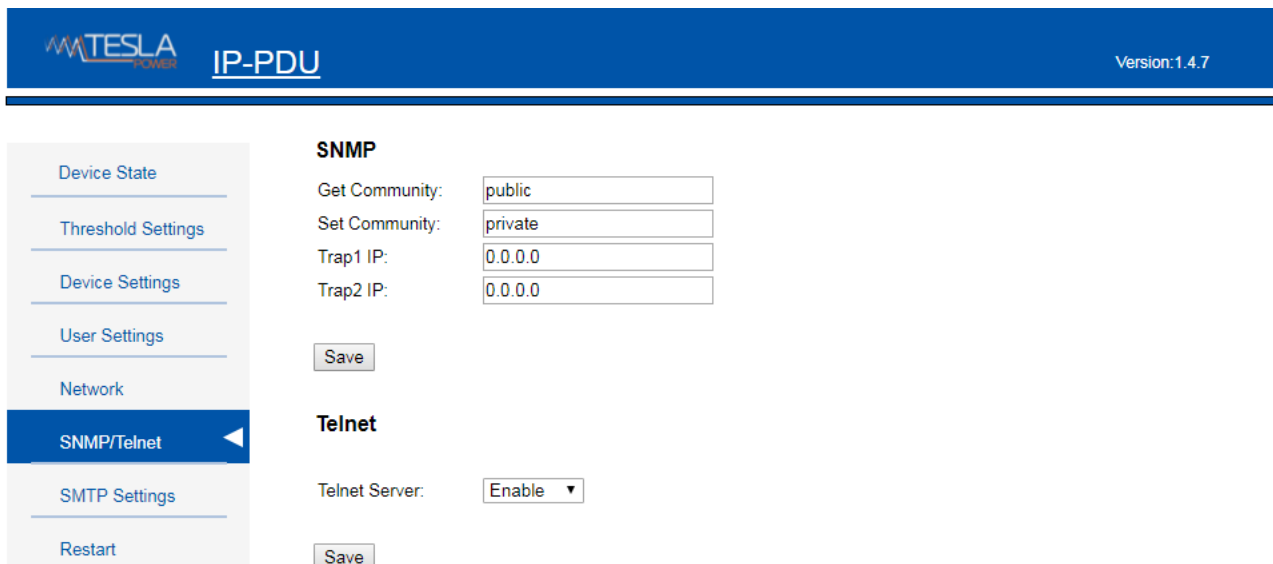 TESLA
POWER
IP-PDU
Version:1.4.7
Device State
Threshold Settings
Device Settings
User Settings
Network
SNMP/Telnet
SMTP Settings
Restart
SNMP
Get Community: public
Set Community: private
Trap1 IP: 0.0.0.0
Trap2 IP: 0.0.0.0
Save
Telnet
Telnet Server: Enable
Save